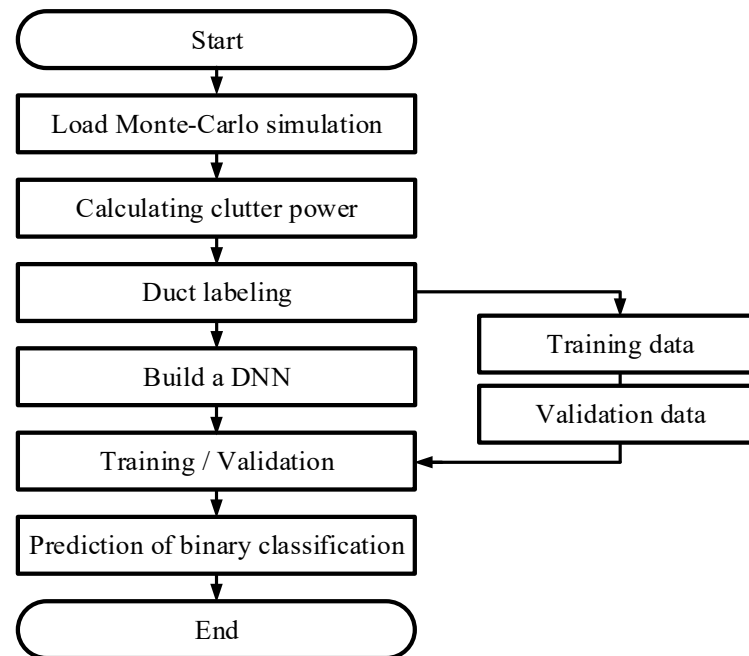 Start
Load Monte-Carlo simulation
Calculating clutter power
Duct labeling
Training data
Build a DNN
Validation data
Training / Validation
Prediction of binary classification
End